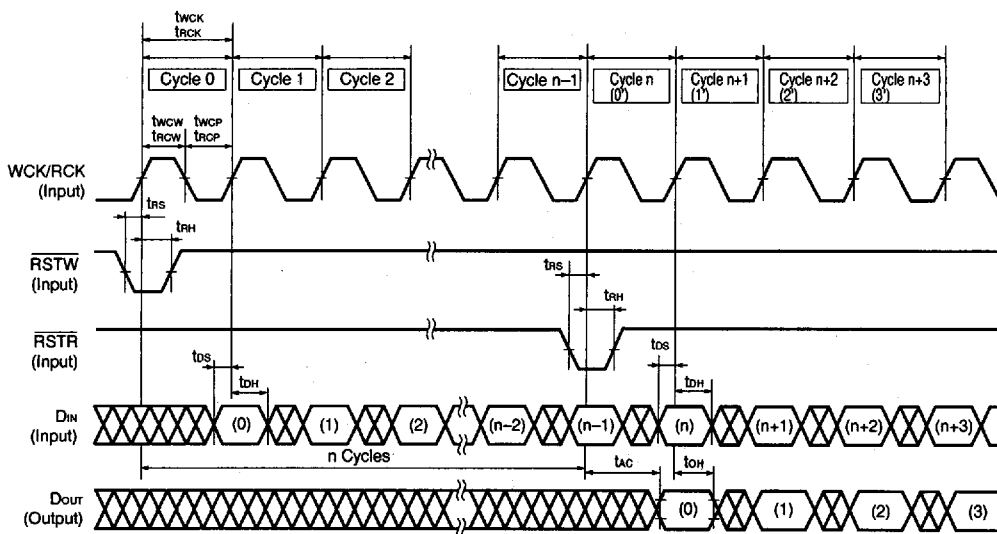 tWCK
tRCK
Cycle 0 Cycle 1 Cycle 2 Cycle n–1 Cycle n (0') Cycle n+1 (1') Cycle n+2 (2') Cycle n+3 (3')
tWCW tWCP
tRCW tRCP
WCK/RCK
(Input)
tRS tRH
RSTW
(Input)
tRS tRH
RSTR
(Input)
tDS tDH tDS tDH
DIN
(Input)
(0) (1) (2) (n–2) (n–1) (n) (n+1) (n+2) (n+3)
n Cycles tAC tOH
DOUT
(Output)
(0) (1) (2) (3)